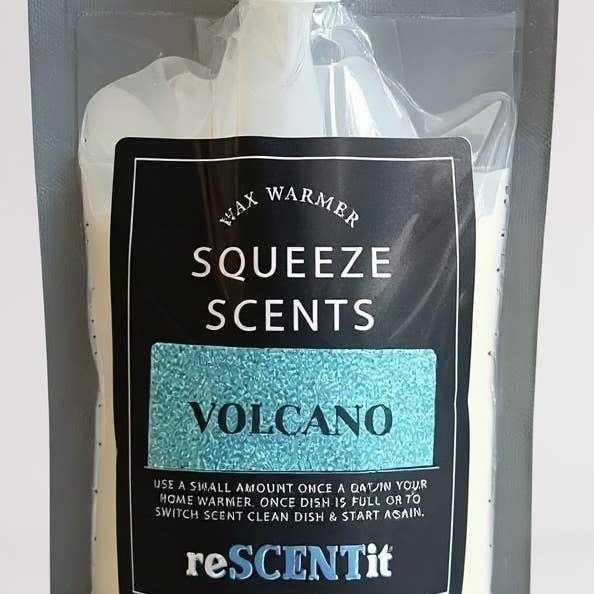 WAX WARMER
SQUEEZE
SCENTS
VOLCANO
USE A SMALL AMOUNT ONCE A DAY IN YOUR
HOME WARMER. ONCE DISH IS FULL OR TO
SWITCH SCENT CLEAN DISH & START AGAIN.
reSCENTit